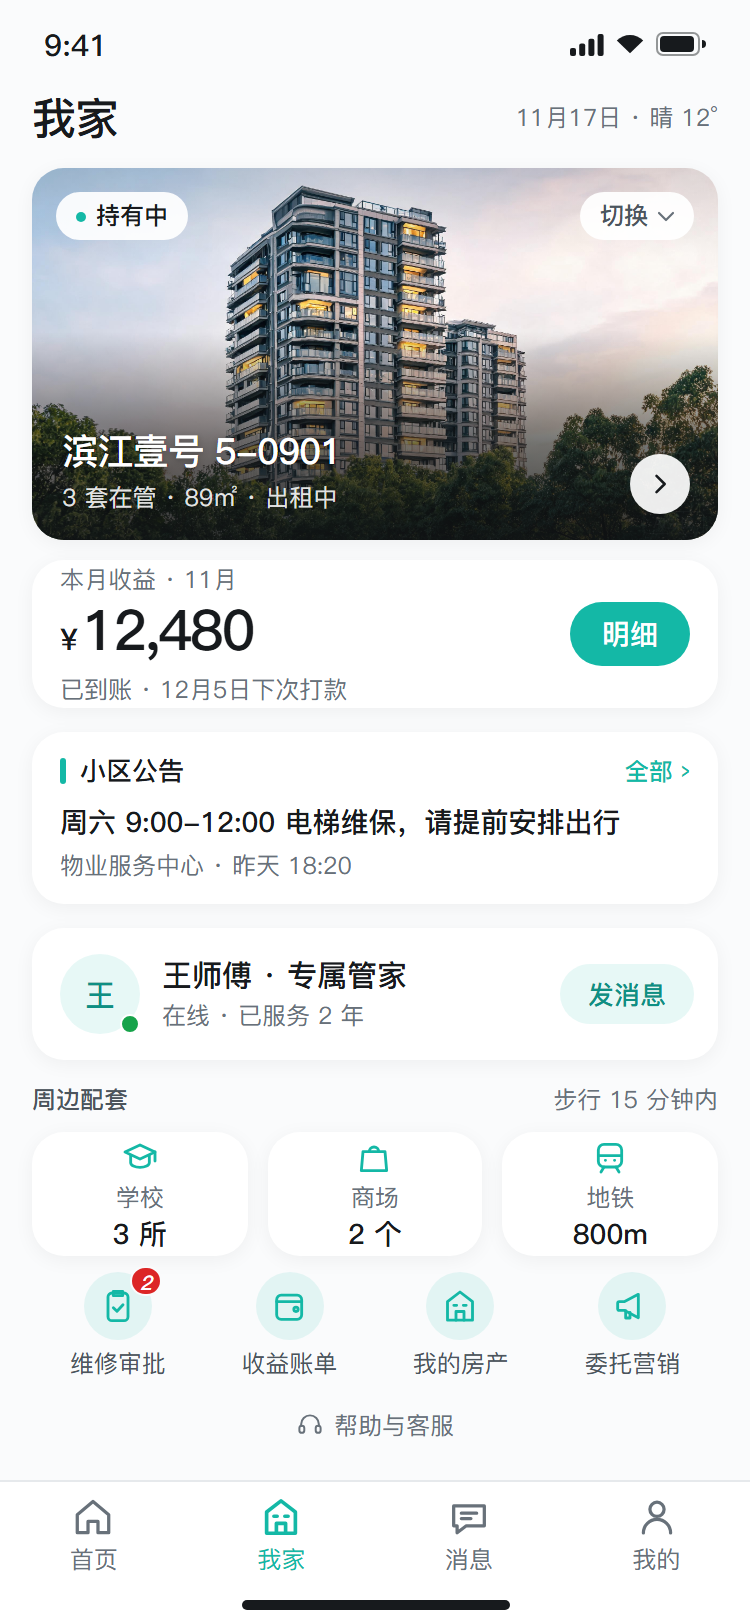 9:41
我家
11月17日 · 晴 12°
持有中
切换
滨江壹号 5-0901
3 套在管 · 89㎡ · 出租中
本月收益 · 11月
¥12,480
明细
已到账 · 12月5日下次打款
小区公告
全部 ›
周六 9:00–12:00 电梯维保，请提前安排出行
物业服务中心 · 昨天 18:20
王
王师傅 · 专属管家
在线 · 已服务 2 年
发消息
周边配套
步行 15 分钟内
学校
3 所
商场
2 个
地铁
800m
2
维修审批
收益账单
我的房产
委托营销
帮助与客服
首页
我家
消息
我的